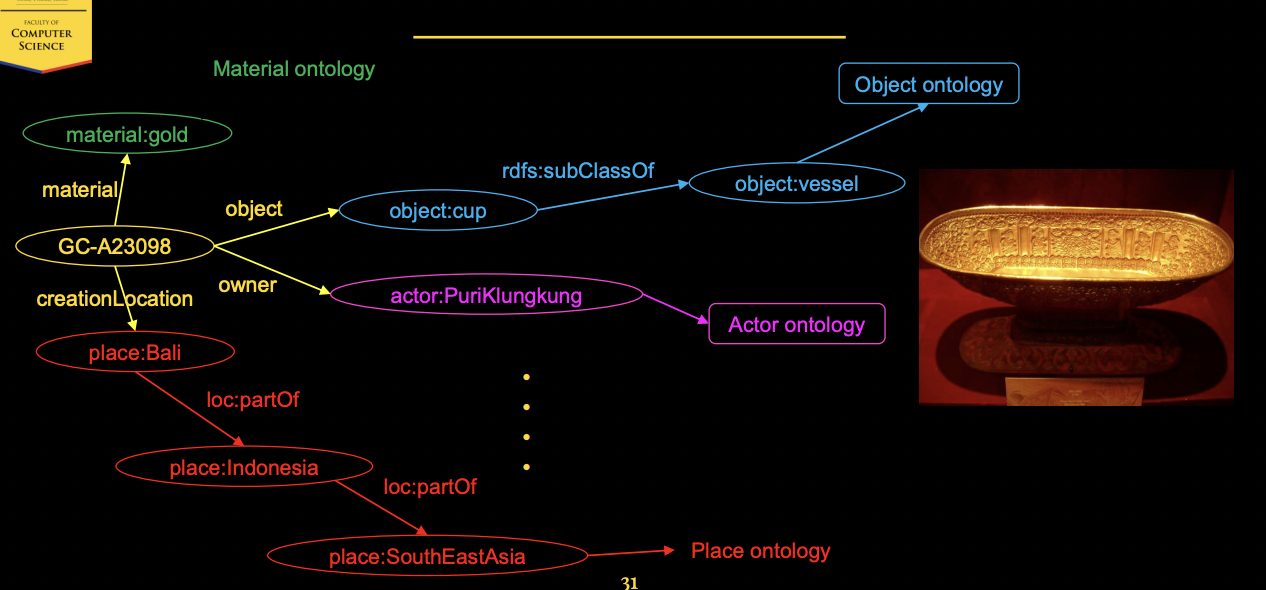 FACULTY OF
COMPUTER
SCIENCE
Material ontology
Object ontology
material:gold
rdfs:subClassOf
object:vessel
material
object
object:cup
GC-A23098
creationLocation
owner
actor:PuriKlungkung
Actor ontology
place:Bali
loc:partOf
place:Indonesia
loc:partOf
place:SouthEastAsia
Place ontology
31